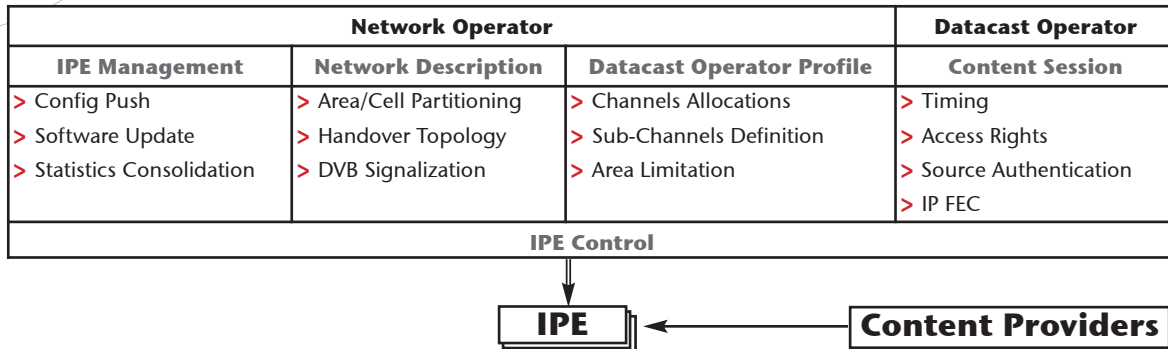 Network Operator Datacast Operator
IPE Management Network Description Datacast Operator Profile Content Session
> Config Push > Area/Cell Partitioning > Channels Allocations > Timing
> Software Update > Handover Topology > Sub-Channels Definition > Access Rights
> Statistics Consolidation > DVB Signalization > Area Limitation > Source Authentication
> IP FEC
IPE Control
IPE Content Providers